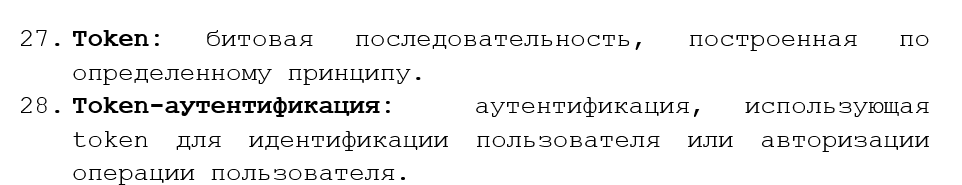 27. Token: битовая последовательность, построенная по
определенному принципу.
28. Token-аутентификация: аутентификация, использующая
token для идентификации пользователя или авторизации
операции пользователя.